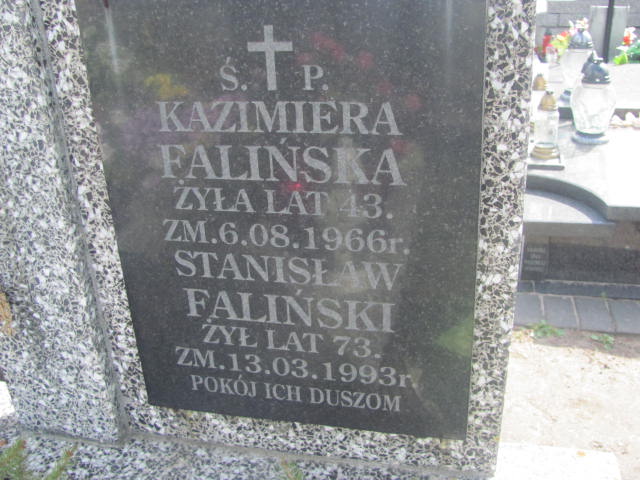 Ś. P.
KAZIMIERA
FALIŃSKA
ŻYŁA LAT 43.
ZM.6.08.1966r.
STANISŁAW
FALIŃSKI
ŻYŁ LAT 73.
ZM.13.03.1993r.
POKÓJ ICH DUSZOM